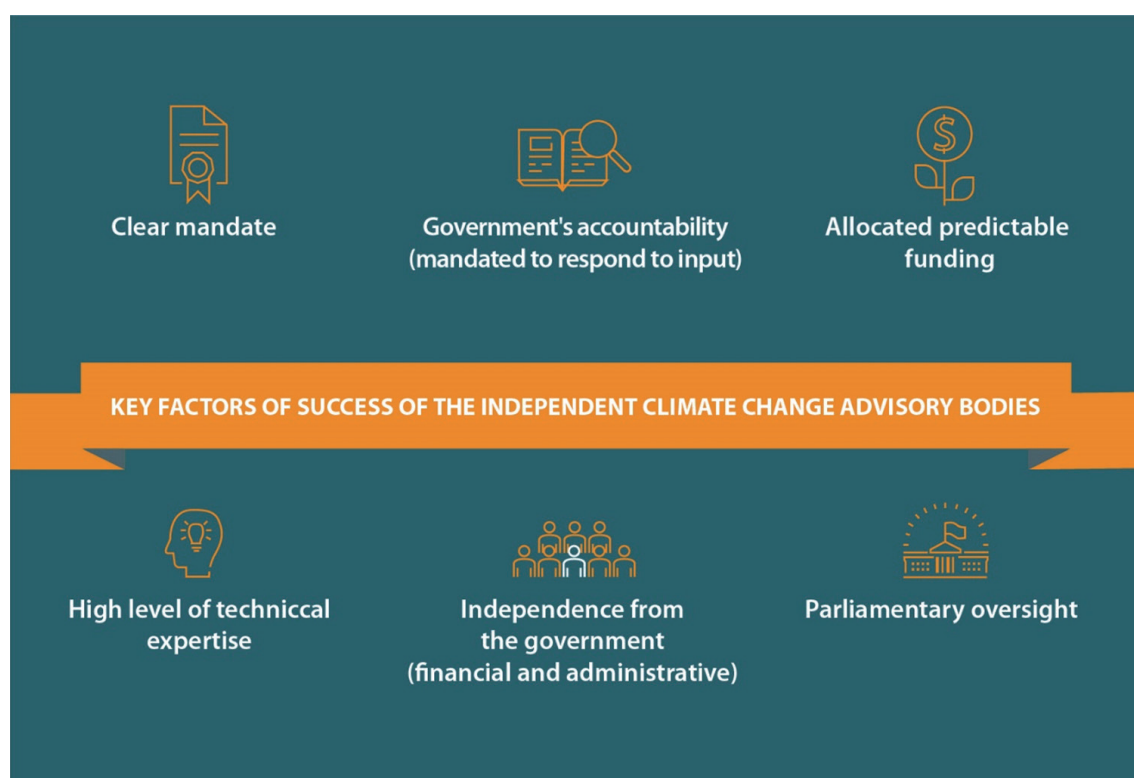 Clear mandate
Government's accountability
(mandated to respond to input)
Allocated predictable
funding
KEY FACTORS OF SUCCESS OF THE INDEPENDENT CLIMATE CHANGE ADVISORY BODIES
High level of techniccal
expertise
Independence from
the government
(financial and administrative)
Parliamentary oversight